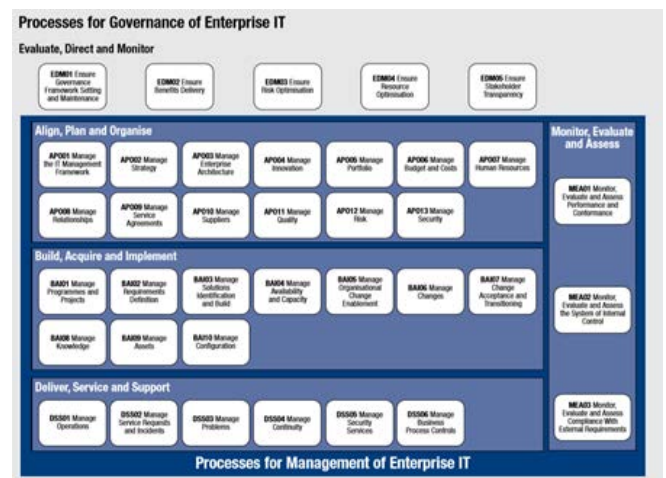 Processes for Governance of Enterprise IT
Evaluate, Direct and Monitor
EDM01 Ensure
Governance
Framework Setting
and Maintenance
EDM02 Ensure
Benefits Delivery
EDM03 Ensure
Risk Optimisation
EDM04 Ensure
Resource
Optimisation
EDM05 Ensure
Stakeholder
Transparency
Align, Plan and Organise
APO01 Manage
the IT Management
Framework
APO02 Manage
Strategy
APO03 Manage
Enterprise
Architecture
APO04 Manage
Innovation
APO05 Manage
Portfolio
APO06 Manage
Budget and Costs
APO07 Manage
Human Resources
APO08 Manage
Relationships
APO09 Manage
Service
Agreements
APO10 Manage
Suppliers
APO11 Manage
Quality
APO12 Manage
Risk
APO13 Manage
Security
Build, Acquire and Implement
BAI01 Manage
Programmes and
Projects
BAI02 Manage
Requirements
Definition
BAI03 Manage
Solutions
Identification
and Build
BAI04 Manage
Availability
and Capacity
BAI05 Manage
Organisational
Change
Enablement
BAI06 Manage
Changes
BAI07 Manage
Change
Acceptance and
Transitioning
BAI08 Manage
Knowledge
BAI09 Manage
Assets
BAI10 Manage
Configuration
Deliver, Service and Support
DSS01 Manage
Operations
DSS02 Manage
Service Requests
and Incidents
DSS03 Manage
Problems
DSS04 Manage
Continuity
DSS05 Manage
Security
Services
DSS06 Manage
Business
Process Controls
Monitor, Evaluate
and Assess
MEA01 Monitor,
Evaluate and Assess
Performance and
Conformance
MEA02 Monitor,
Evaluate and Assess
the System of Internal
Control
MEA03 Monitor,
Evaluate and Assess
Compliance With
External Requirements
Processes for Management of Enterprise IT